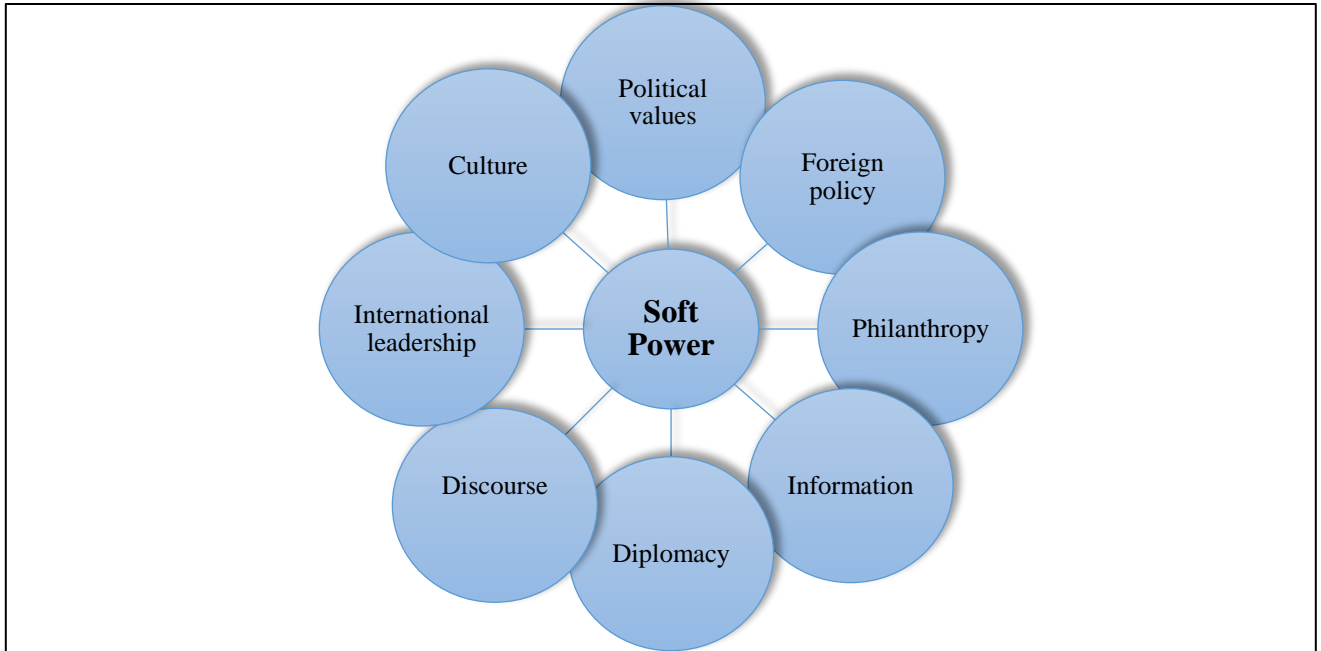 Political
values
Culture
Foreign
policy
International
leadership
Soft
Power
Philanthropy
Discourse
Information
Diplomacy